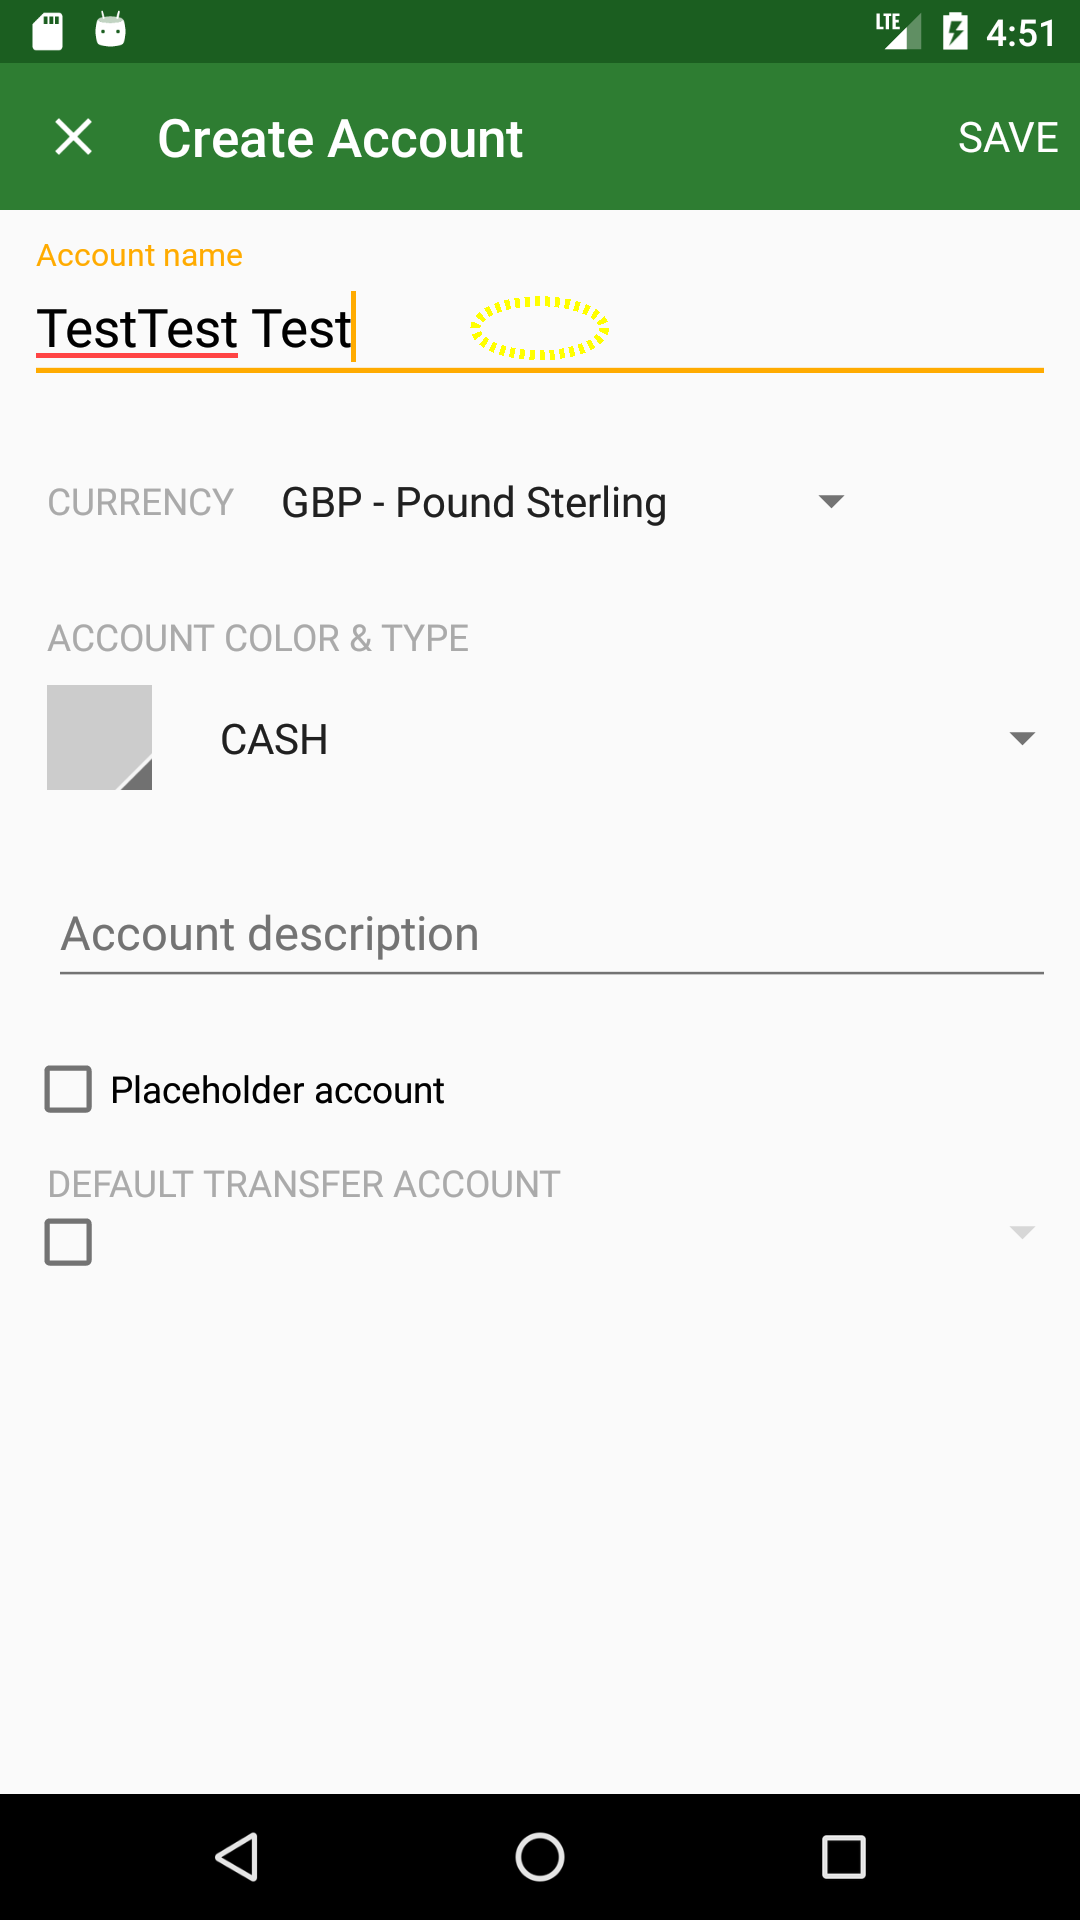 LTE 4:51
Create Account SAVE
Account name
TestTest Test
CURRENCY GBP - Pound Sterling
ACCOUNT COLOR & TYPE
CASH
Account description
Placeholder account
DEFAULT TRANSFER ACCOUNT